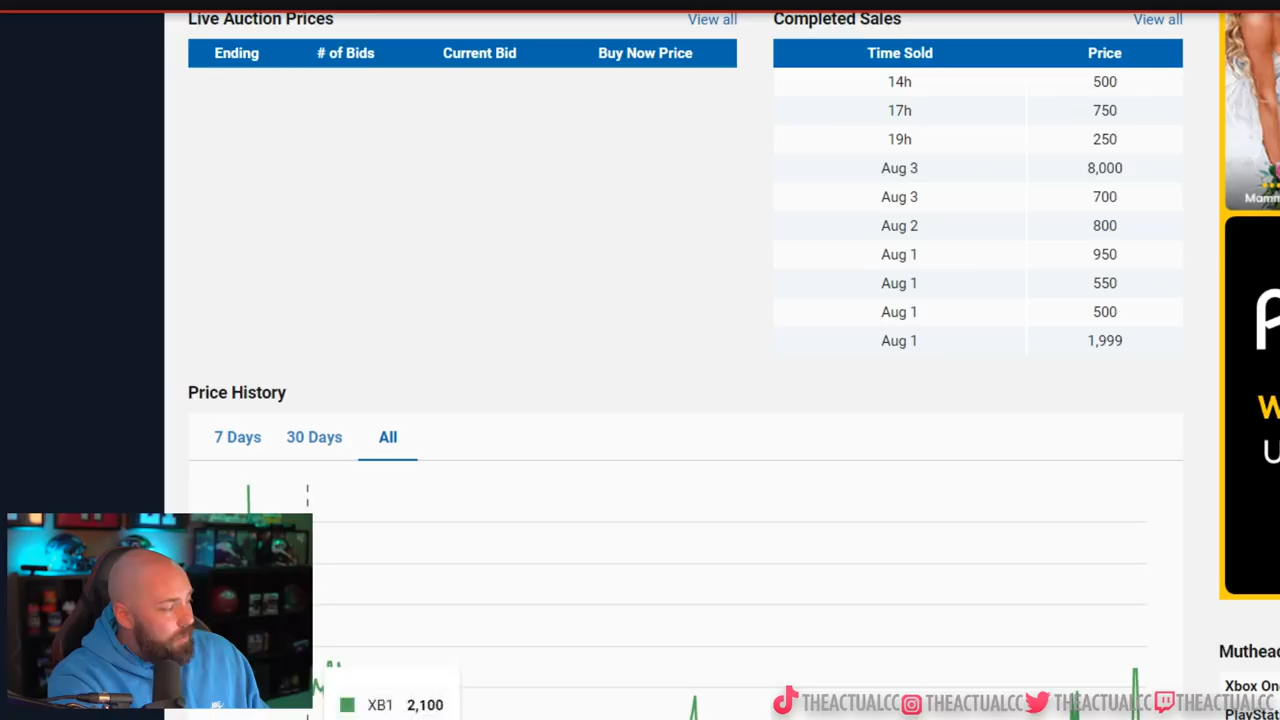 Live Auction Prices View all
Ending # of Bids Current Bid Buy Now Price
Completed Sales View all
Time Sold Price
14h 500
17h 750
19h 250
Aug 3 8,000
Aug 3 700
Aug 2 800
Aug 1 950
Aug 1 550
Aug 1 500
Aug 1 1,999
Price History
7 Days 30 Days All
XB1 2,100
W
U
Muthead
Xbox On
PlayStat
THEACTUALCC THEACTUALCC THEACTUALCC THEACTUALCC